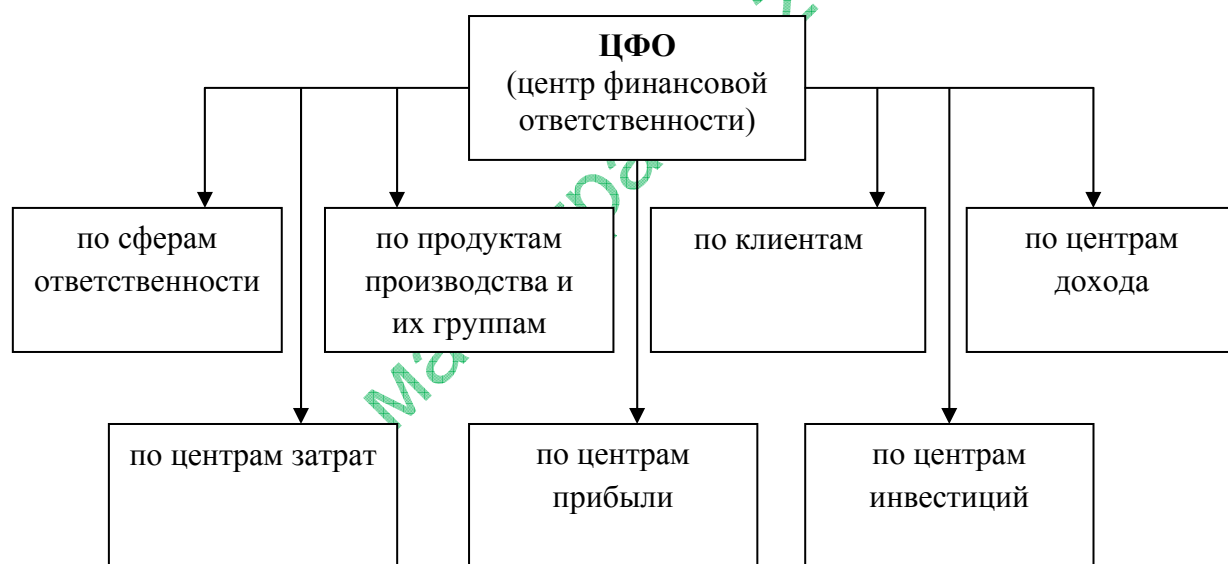 ЦФО
(центр финансовой
ответственности)
по сферам
ответственности
по продуктам
производства и
их группам
по клиентам
по центрам
дохода
по центрам затрат
по центрам
прибыли
по центрам
инвестиций